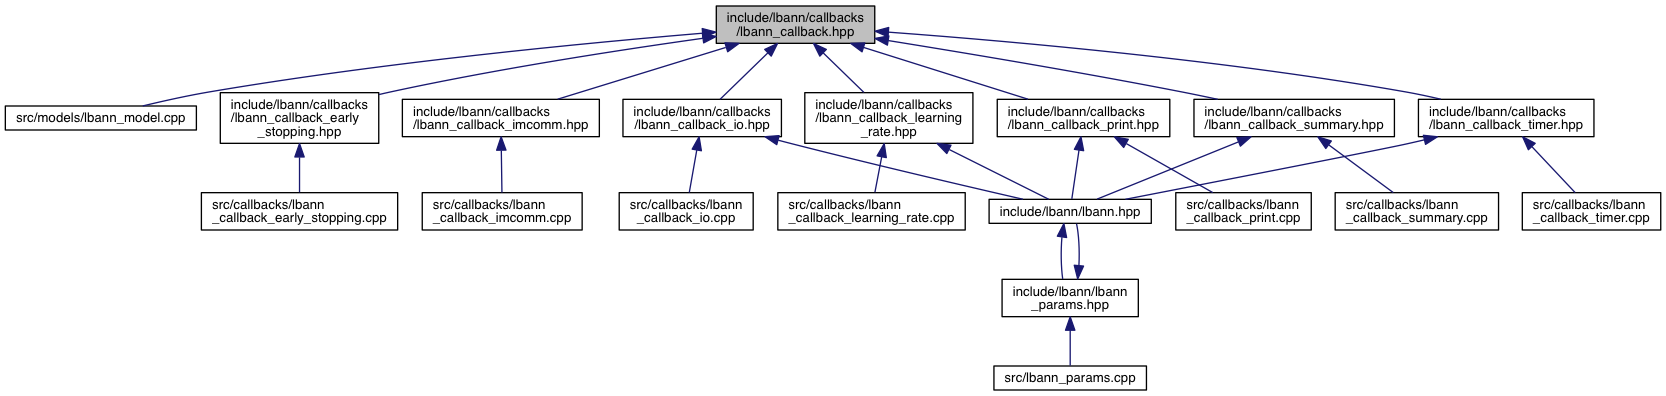 include/lbann/callbacks
/lbann_callback.hpp
src/models/lbann_model.cpp
include/lbann/callbacks
/lbann_callback_early
_stopping.hpp
include/lbann/callbacks
/lbann_callback_imcomm.hpp
include/lbann/callbacks
/lbann_callback_io.hpp
include/lbann/callbacks
/lbann_callback_learning
_rate.hpp
include/lbann/callbacks
/lbann_callback_print.hpp
include/lbann/callbacks
/lbann_callback_summary.hpp
include/lbann/callbacks
/lbann_callback_timer.hpp
src/callbacks/lbann
_callback_early_stopping.cpp
src/callbacks/lbann
_callback_imcomm.cpp
src/callbacks/lbann
_callback_io.cpp
src/callbacks/lbann
_callback_learning_rate.cpp
include/lbann/lbann.hpp
src/callbacks/lbann
_callback_print.cpp
src/callbacks/lbann
_callback_summary.cpp
src/callbacks/lbann
_callback_timer.cpp
include/lbann/lbann
_params.hpp
src/lbann_params.cpp